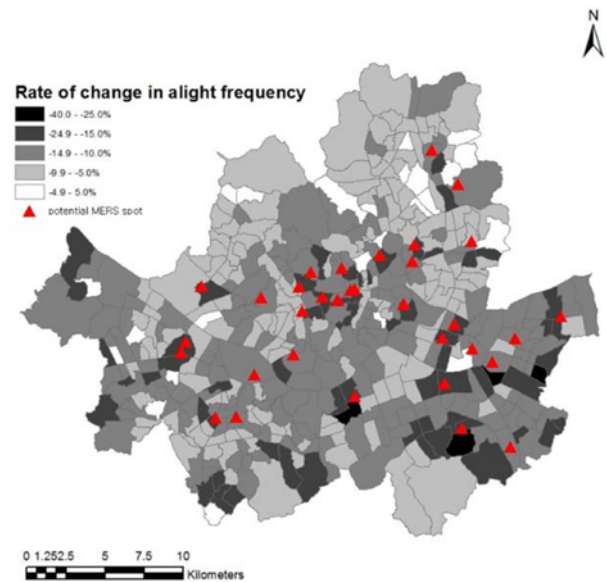 N
Rate of change in alight frequency
-40.0 - -25.0%
-24.9 - -15.0%
-14.9 - -10.0%
-9.9 - -5.0%
-4.9 - 5.0%
potential MERS spot
0 1.252.5 5 7.5 10
Kilometers